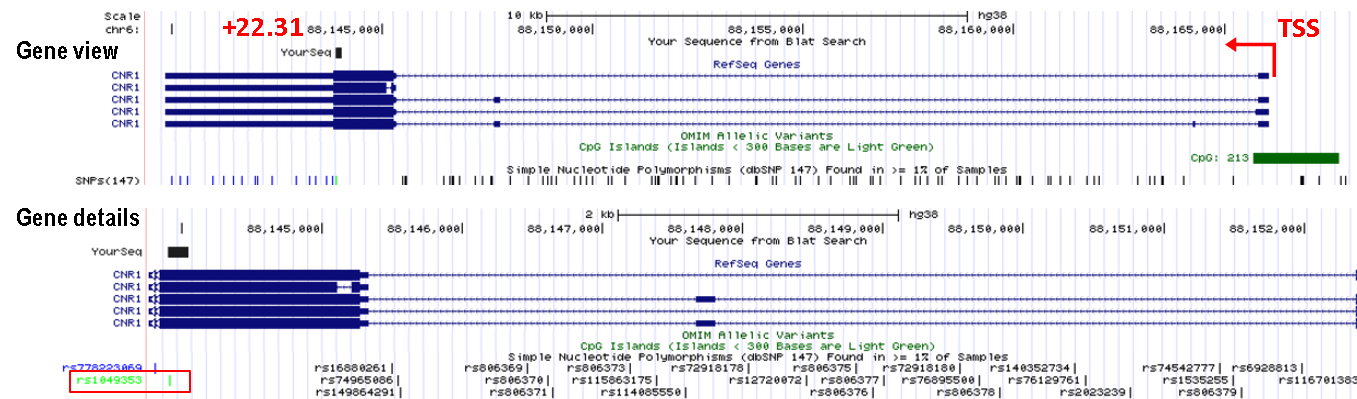 Scale 10 kb hg38
chr6: +22.31 88,145,000 88,150,000 88,155,000 88,160,000 88,165,000 TSS
Gene view
Your Sequence from Blat Search
YourSeq
RefSeq Genes
CNR1
CNR1
CNR1
CNR1
CNR1
OMIM Allelic Variants
CpG Islands (Islands < 300 Bases are Light Green)
CpG: 213
Simple Nucleotide Polymorphisms (dbSNP 147) Found in >= 1% of Samples
SNPs(147)
Gene details
2 kb hg38
88,145,000 88,146,000 88,147,000 88,148,000 88,149,000 88,150,000 88,151,000 88,152,000
Your Sequence from Blat Search
YourSeq
RefSeq Genes
CNR1
CNR1
CNR1
CNR1
CNR1
OMIM Allelic Variants
CpG Islands (Islands < 300 Bases are Light Green)
Simple Nucleotide Polymorphisms (dbSNP 147) Found in >= 1% of Samples
rs778223069 rs16880261 rs806369 rs806373 rs72918178 rs806375 rs72918180 rs140352734 rs74542777 rs6928813
rs1049353 rs74965086 rs806370 rs115863175 rs12720072 rs806377 rs76895500 rs76129761 rs1535255 rs116701383
rs149864291 rs806371 rs114085550 rs806376 rs806378 rs2023239 rs806379